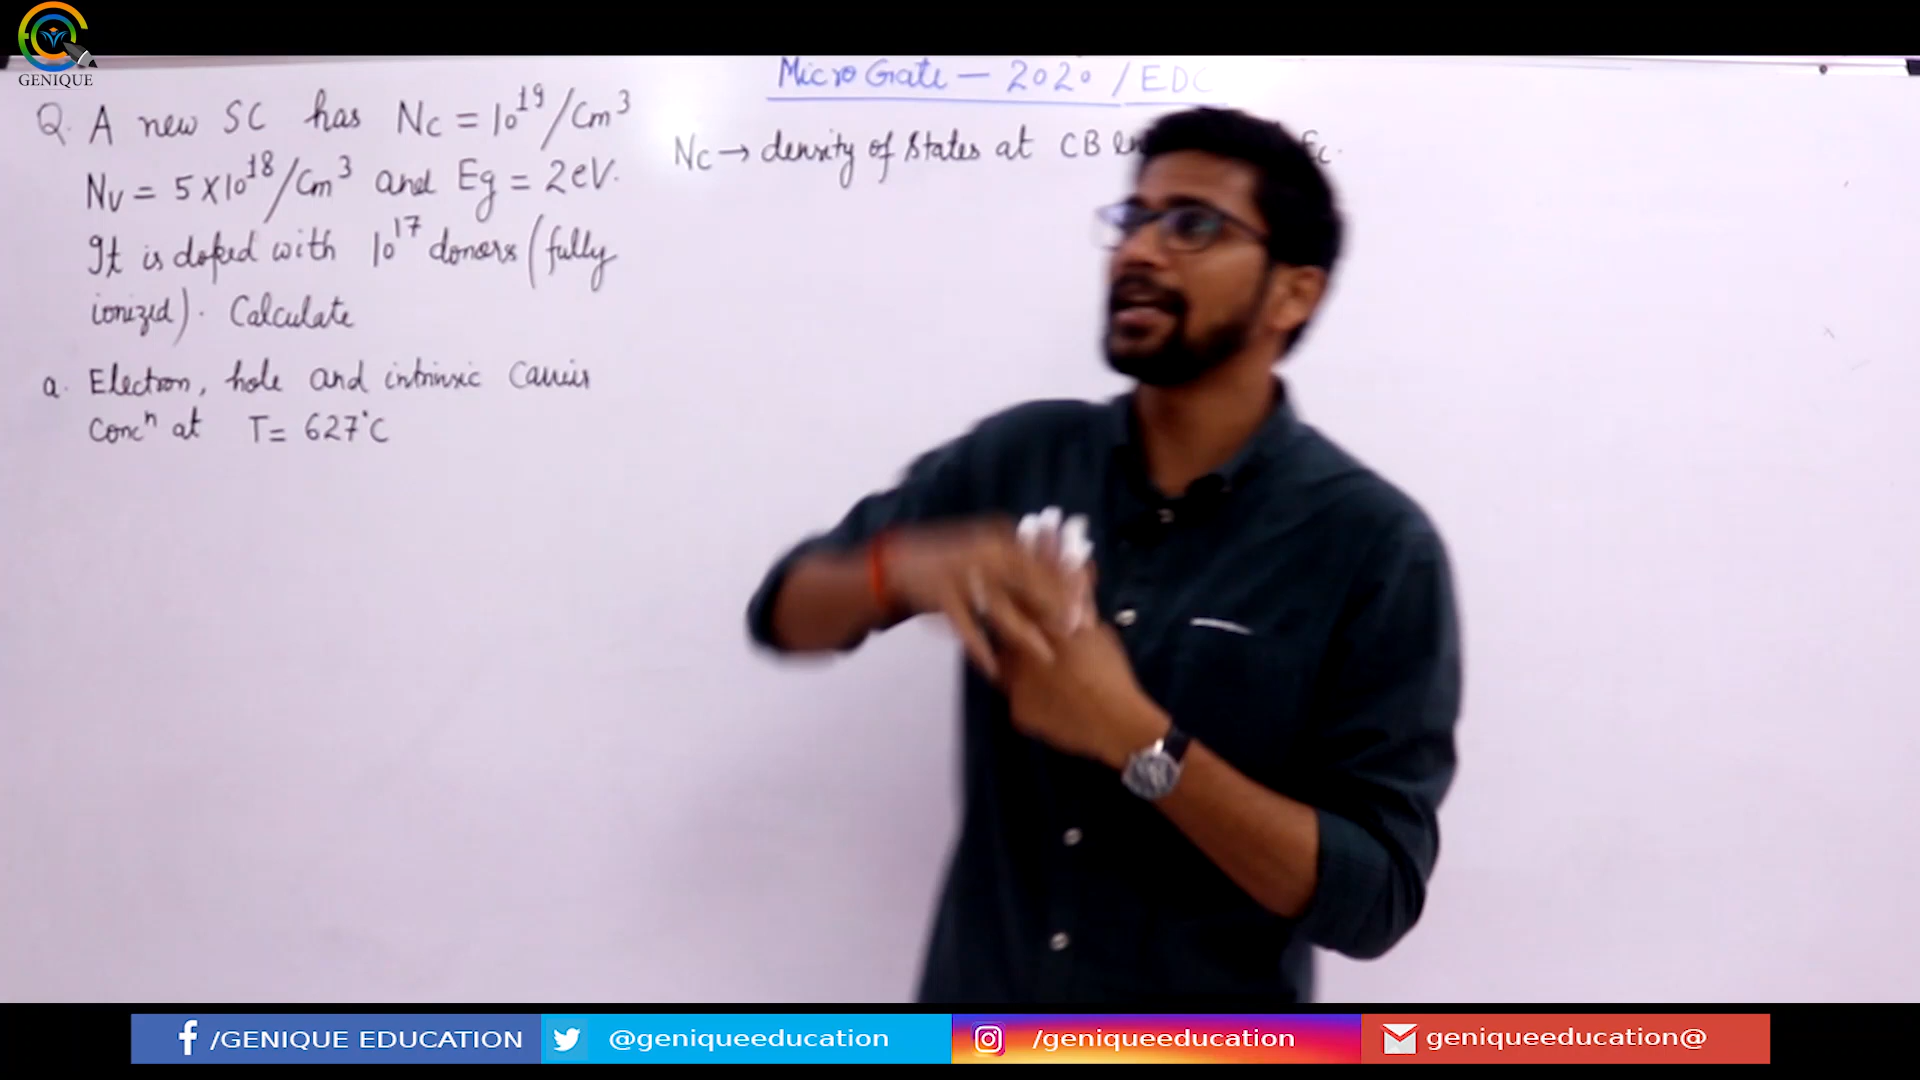 GENIQUE
Micro Gate — 2020 / EDC
Q. A new SC has Nc = 10^19/Cm^3
Nv = 5 X 10^18/Cm^3 and Eg = 2eV.
It is doped with 10^17 doners (fully
ionized). Calculate
a. Electron, hole and intrinsic Carrier
Conc^n at T = 627°C
Nc → density of States at CB Ec.
/GENIQUE EDUCATION
@geniqueeducation
/geniqueeducation
geniqueeducation@